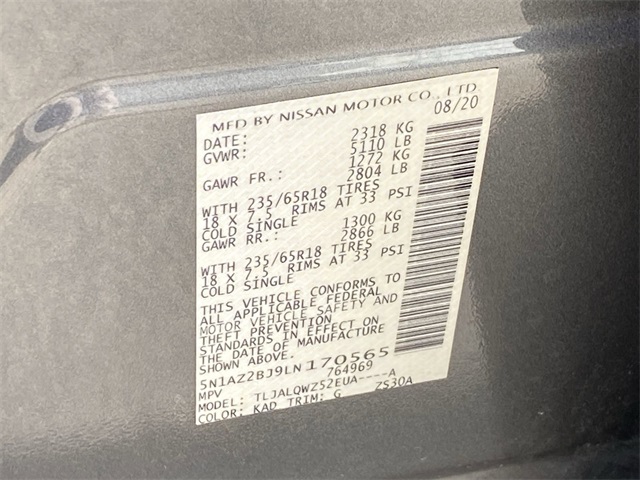 MFD BY NISSAN MOTOR CO., LTD.
DATE: 08/20
GVWR: 2318 KG
5110 LB
GAWR FR.: 1272 KG
2804 LB
WITH 235/65R18 TIRES
18 X 7.5 RIMS AT 33 PSI
COLD SINGLE
GAWR RR.: 1300 KG
2866 LB
WITH 235/65R18 TIRES
18 X 7.5 RIMS AT 33 PSI
COLD SINGLE
THIS VEHICLE CONFORMS TO
ALL APPLICABLE FEDERAL
MOTOR VEHICLE SAFETY AND
THEFT PREVENTION
STANDARDS IN EFFECT ON
THE DATE OF MANUFACTURE
SHOWN ABOVE.
5N1AZ2BJ9LN170565
MPV 764969
MODEL: TLJALQWZ52EUA----A
COLOR: KAD TRIM: G ZS30A